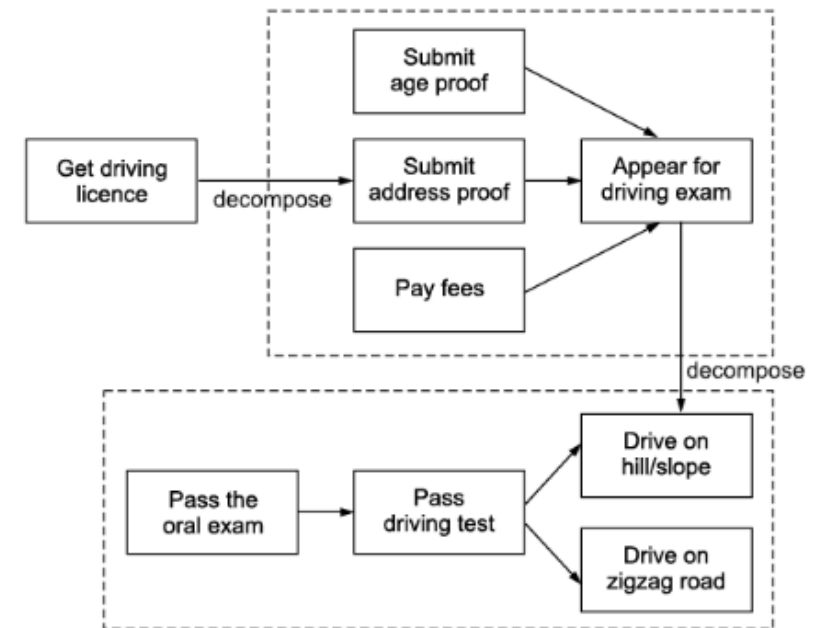 Submit
age proof
Get driving
licence
decompose
Submit
address proof
Appear for
driving exam
Pay fees
decompose
Drive on
hill/slope
Pass the
oral exam
Pass
driving test
Drive on
zigzag road